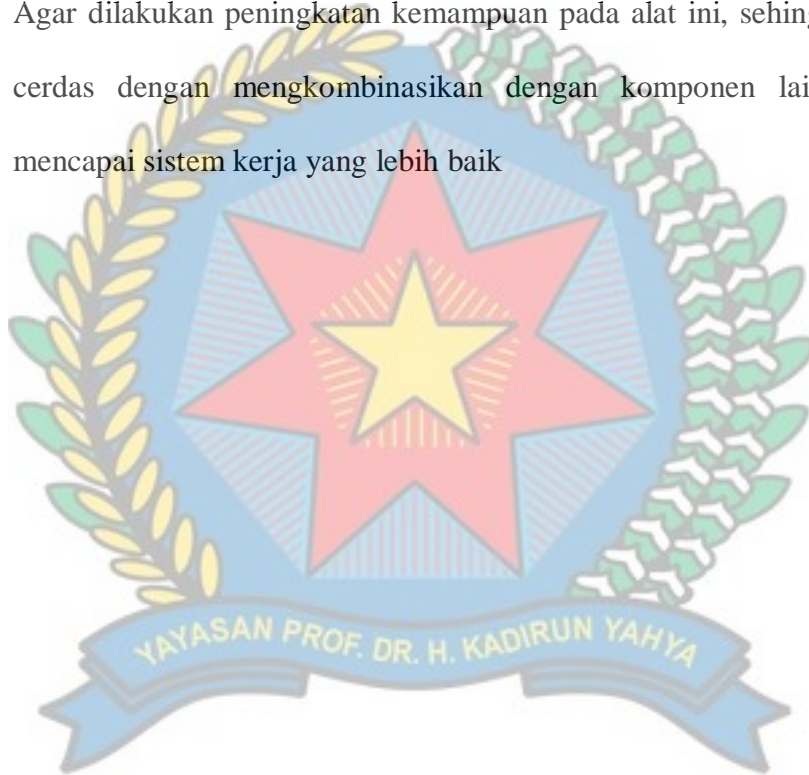 Agar dilakukan peningkatan kemampuan pada alat ini,
cerdas dengan mengkombinasikan dengan komponen
mencapai sistem kerja yang lebih baik
YAYASAN PROF. DR. H. KADIRUN YAHYA